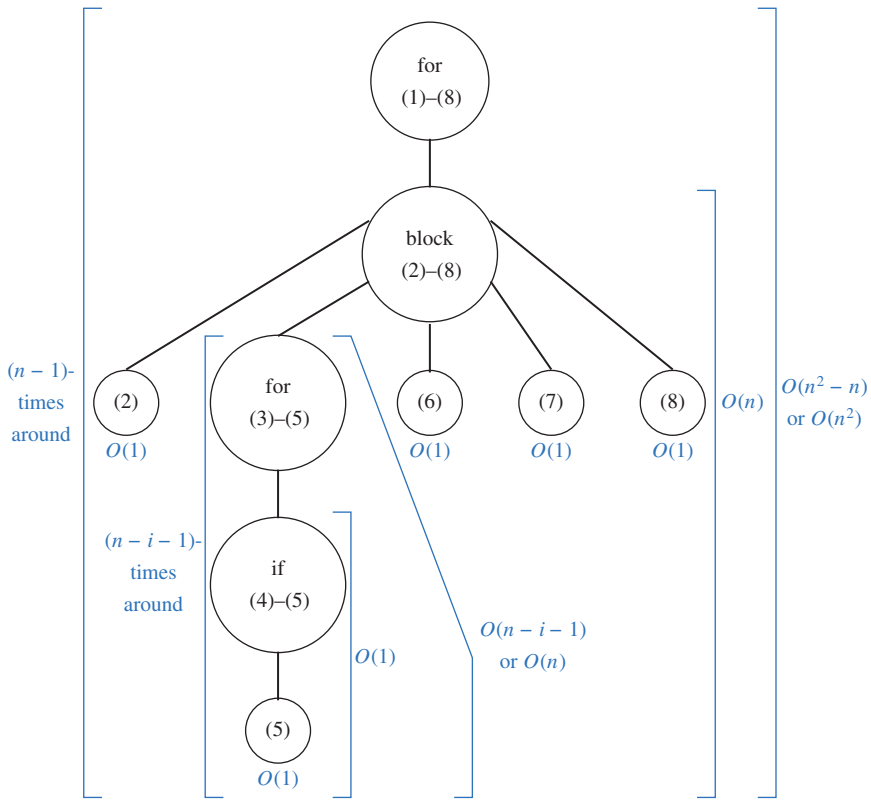 for
(1)–(8)
block
(2)–(8)
(n − 1)-
times
around
(2)
O(1)
for
(3)–(5)
(6)
O(1)
(7)
O(1)
(8)
O(1)
O(n)
O(n² − n)
or O(n²)
(n − i − 1)-
times
around
if
(4)–(5)
O(1)
O(n − i − 1)
or O(n)
(5)
O(1)